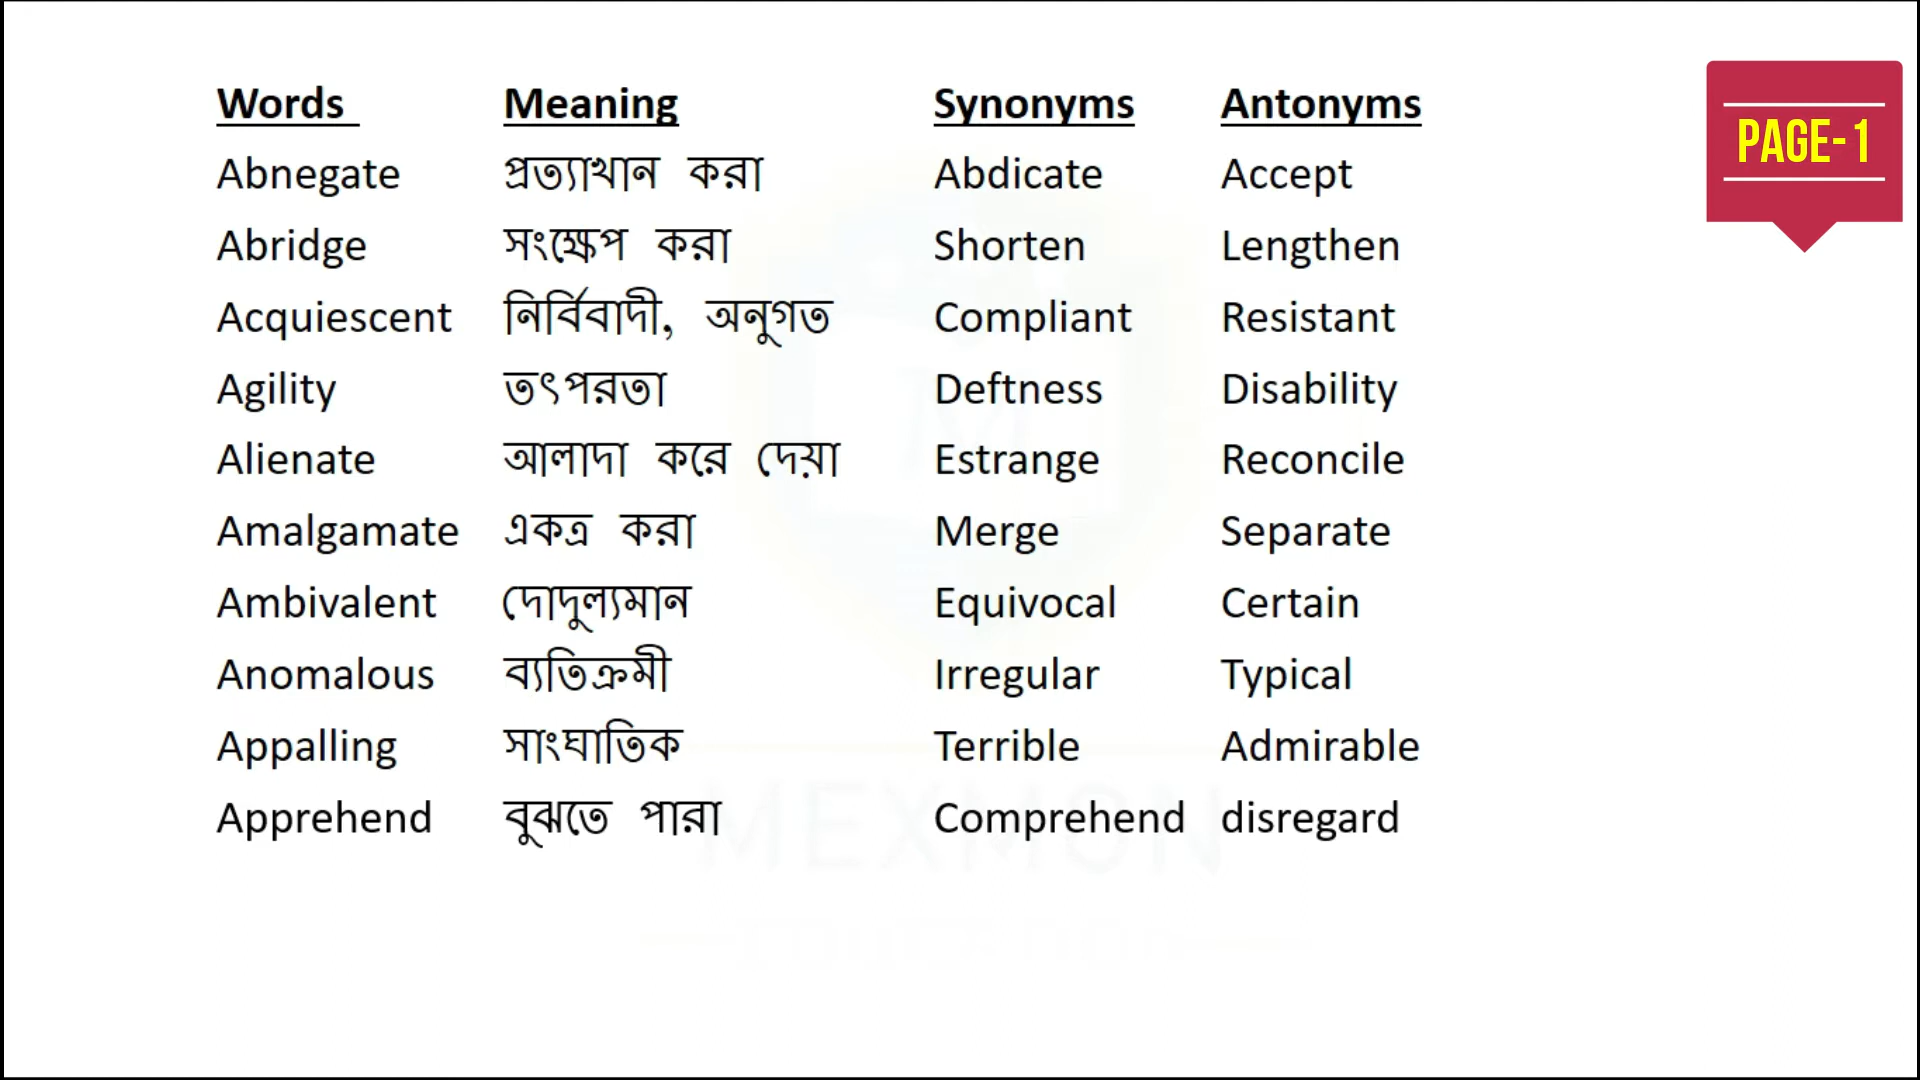 Words Meaning Synonyms Antonyms
PAGE-1
Abnegate প্রত্যাখান করা Abdicate Accept
Abridge সংক্ষেপ করা Shorten Lengthen
Acquiescent নির্বিবাদী, অনুগত Compliant Resistant
Agility তৎপরতা Deftness Disability
Alienate আলাদা করে দেয়া Estrange Reconcile
Amalgamate একত্র করা Merge Separate
Ambivalent দোদুল্যমান Equivocal Certain
Anomalous ব্যতিক্রমী Irregular Typical
Appalling সাংঘাতিক Terrible Admirable
Apprehend বুঝতে পারা Comprehend disregard
MEXMON
EDUCATION